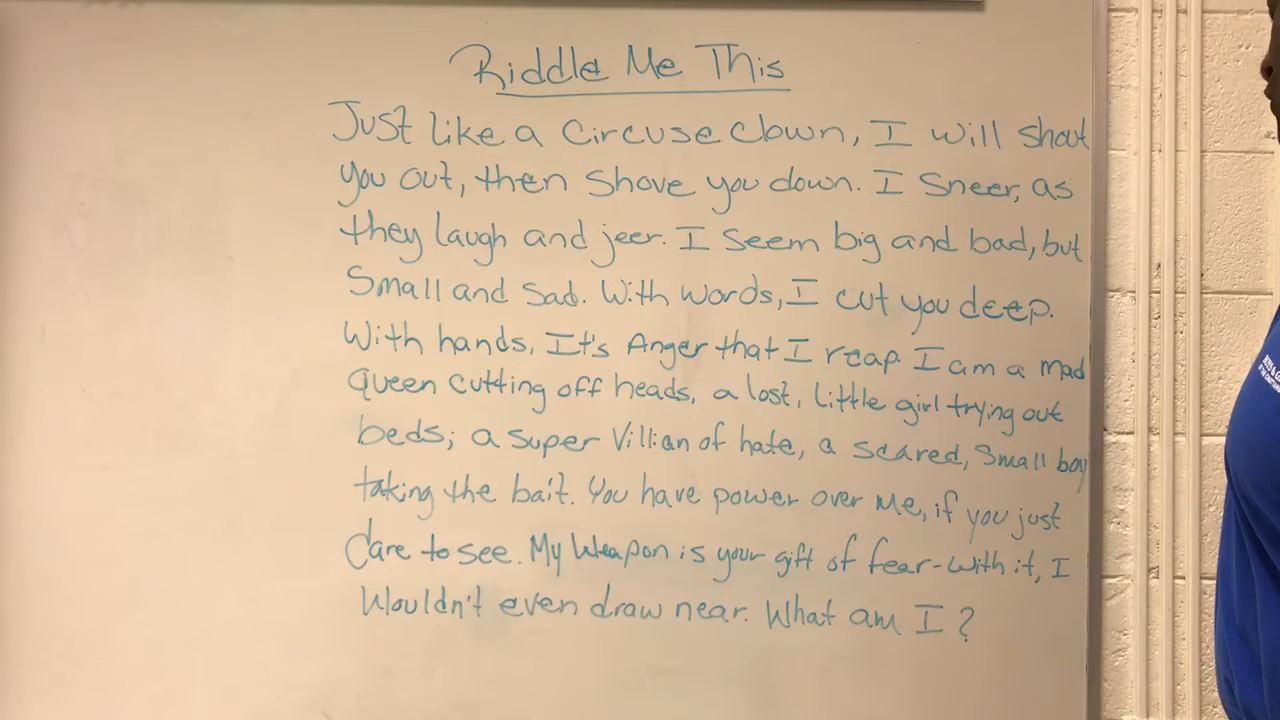 Riddle Me This
Just like a Circuse Clown, I will shout
you out, then shove you down. I Sneer, as
they laugh and jeer. I seem big and bad, but
Small and sad. With words, I cut you deep.
With hands, It's Anger that I reap. I am a mad
queen cutting off heads, a lost, little girl trying out
beds; a super Villian of hate, a scared, small boy
taking the bait. You have power over me, if you just
dare to see. My Weapon is your gift of fear-with it, I
Wouldn't even draw near. What am I?